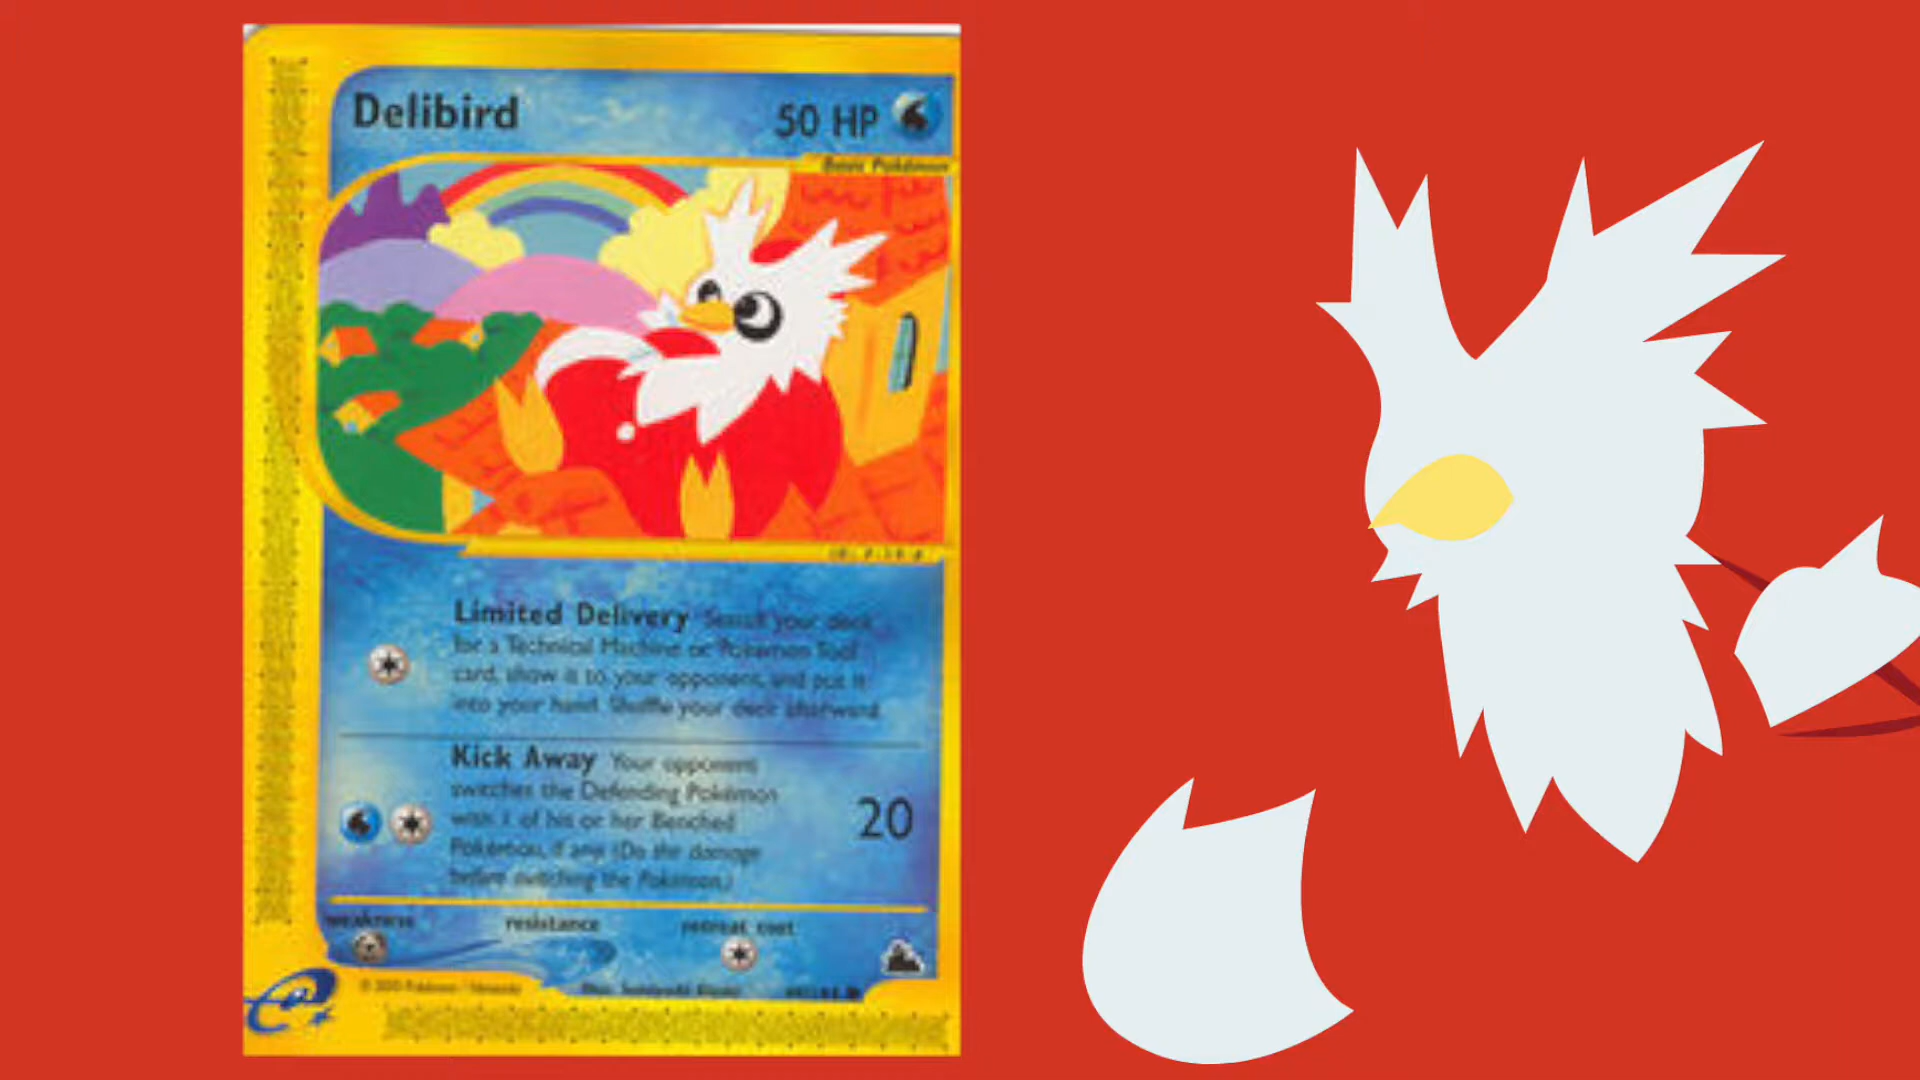 Delibird
50 HP
Basic Pokémon
Limited Delivery Search your deck
for a Technical Machine or Pokémon Tool
card, show it to your opponent, and put it
into your hand. Shuffle your deck afterward.
Kick Away Your opponent
switches the Defending Pokémon
with 1 of his or her Benched
Pokémon, if any. (Do the damage
before switching the Pokémon.)
20
weakness
resistance
retreat cost
e